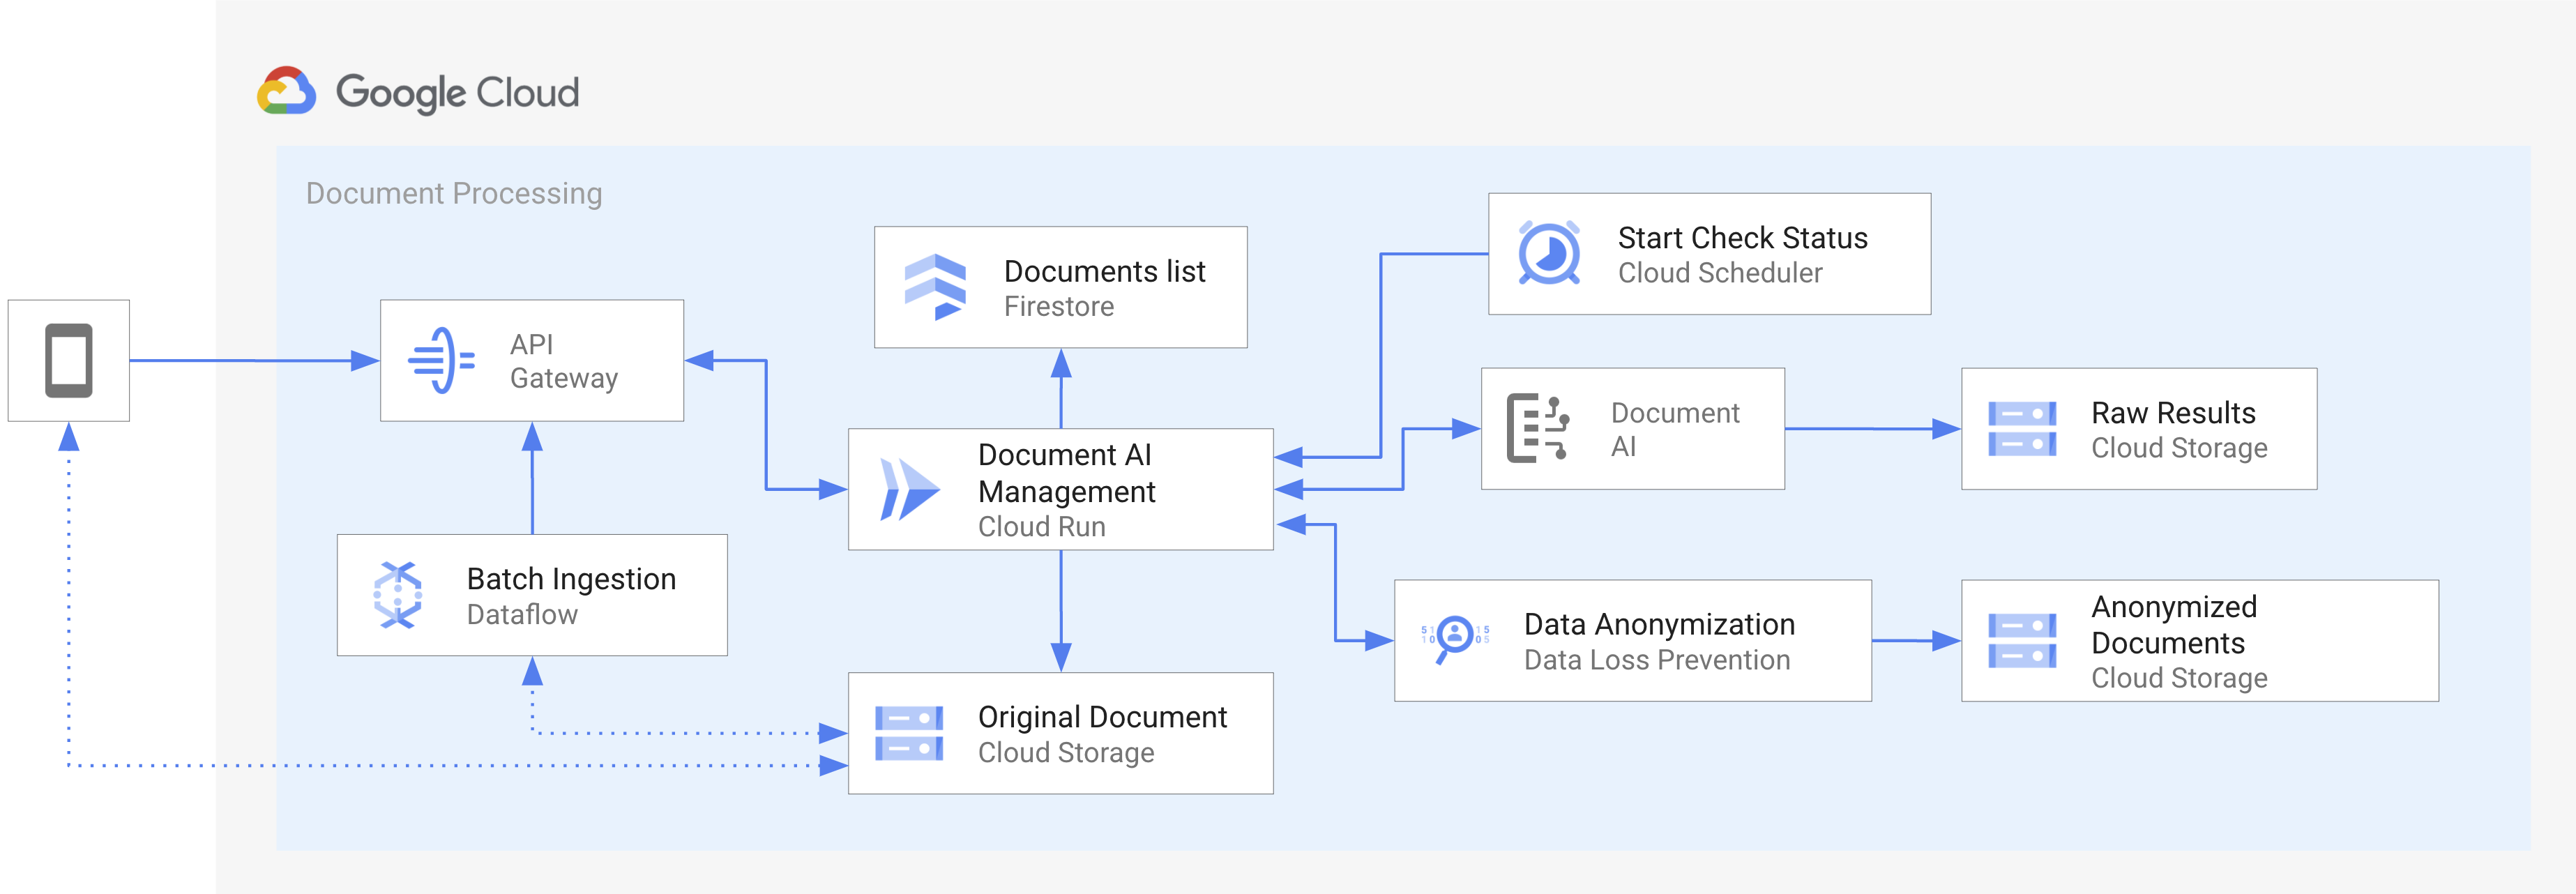 Google Cloud
Document Processing
Start Check Status
Cloud Scheduler
Documents list
Firestore
API
Gateway
Document
AI
Raw Results
Cloud Storage
Document AI
Management
Cloud Run
Batch Ingestion
Dataflow
Data Anonymization
Data Loss Prevention
Anonymized
Documents
Cloud Storage
Original Document
Cloud Storage